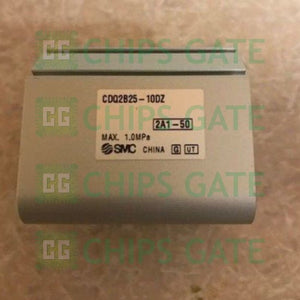 CHIPS GATE
CDQ2B25-10DZ
2A1-50
MAX. 1.0MPa
SMC CHINA G UT
CHIPS GATE
CHIPS GATE